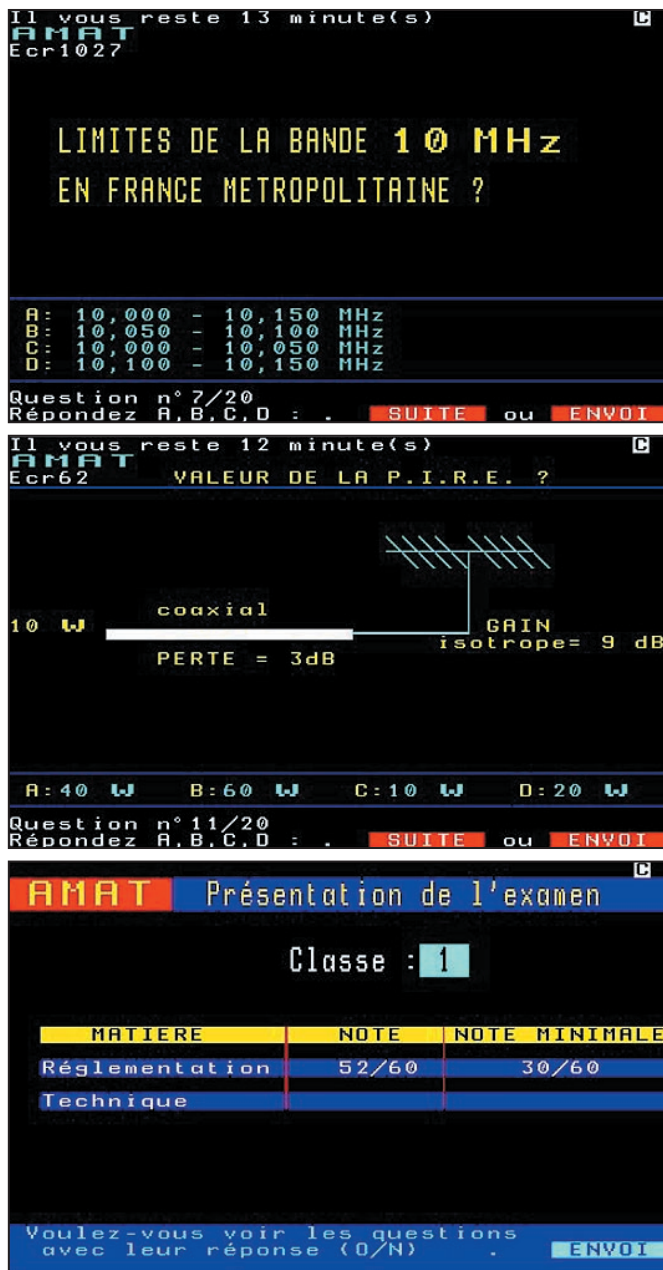 Il vous reste 13 minute(s) C
AMAT
Ecr1027
LIMITES DE LA BANDE 10 MHz
EN FRANCE METROPOLITAINE ?
A: 10,000 - 10,150 MHz
B: 10,050 - 10,100 MHz
C: 10,000 - 10,050 MHz
D: 10,100 - 10,150 MHz
Question n°7/20
Répondez A,B,C,D : . SUITE ou ENVOI
Il vous reste 12 minute(s) C
AMAT
Ecr62 VALEUR DE LA P.I.R.E. ?
coaxial
10 W
GAIN
isotrope= 9 dB
PERTE = 3dB
A:40 W B:60 W C:10 W D:20 W
Question n°11/20
Répondez A,B,C,D : . SUITE ou ENVOI
C
AMAT Présentation de l'examen
Classe : 1
MATIERE NOTE NOTE MINIMALE
Réglementation 52/60 30/60
Technique
Voulez-vous voir les questions
avec leur réponse (O/N) . ENVOI